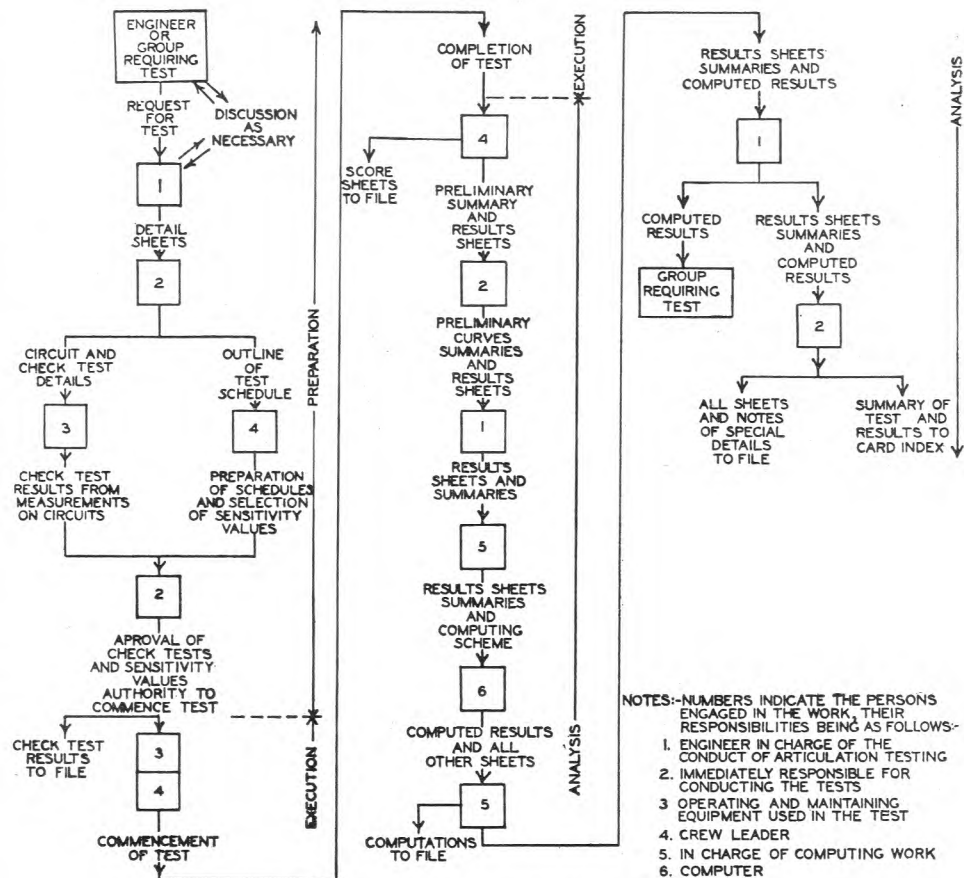 ENGINEER
OR
GROUP
REQUIRING
TEST
REQUEST
FOR
TEST
DISCUSSION
AS
NECESSARY
1
DETAIL
SHEETS
2
CIRCUIT AND
CHECK TEST
DETAILS
OUTLINE
OF
TEST
SCHEDULE
3
4
CHECK TEST
RESULTS FROM
MEASUREMENTS
ON CIRCUITS
PREPARATION
OF SCHEDULES
AND SELECTION
OF SENSITIVITY
VALUES
2
APROVAL OF
CHECK TESTS
AND SENSITIVITY
VALUES
AUTHORITY TO
COMMENCE TEST
CHECK TEST
RESULTS
TO FILE
3
4
COMMENCEMENT
OF TEST
PREPARATION
EXECUTION
COMPLETION
OF TEST
EXECUTION
4
SCORE
SHEETS
TO FILE
PRELIMINARY
SUMMARY
AND
RESULTS
SHEETS
2
PRELIMINARY
CURVES
SUMMARIES
AND
RESULTS
SHEETS
1
RESULTS
SHEETS AND
SUMMARIES
5
RESULTS SHEETS
SUMMARIES
AND
COMPUTING
SCHEME
6
COMPUTED RESULTS
AND ALL
OTHER SHEETS
5
COMPUTATIONS
TO FILE
ANALYSIS
RESULTS SHEETS
SUMMARIES AND
COMPUTED RESULTS
1
COMPUTED
RESULTS
GROUP
REQUIRING
TEST
RESULTS SHEETS
SUMMARIES
AND
COMPUTED
RESULTS
2
ALL SHEETS
AND NOTES
OF SPECIAL
DETAILS
TO FILE
SUMMARY OF
TEST AND
RESULTS TO
CARD INDEX
ANALYSIS
NOTES:-NUMBERS INDICATE THE PERSONS
ENGAGED IN THE WORK, THEIR
RESPONSIBILITIES BEING AS FOLLOWS:-
1. ENGINEER IN CHARGE OF THE
CONDUCT OF ARTICULATION TESTING
2. IMMEDIATELY RESPONSIBLE FOR
CONDUCTING THE TESTS
3 OPERATING AND MAINTAINING
EQUIPMENT USED IN THE TEST
4. CREW LEADER
5. IN CHARGE OF COMPUTING WORK
6. COMPUTER